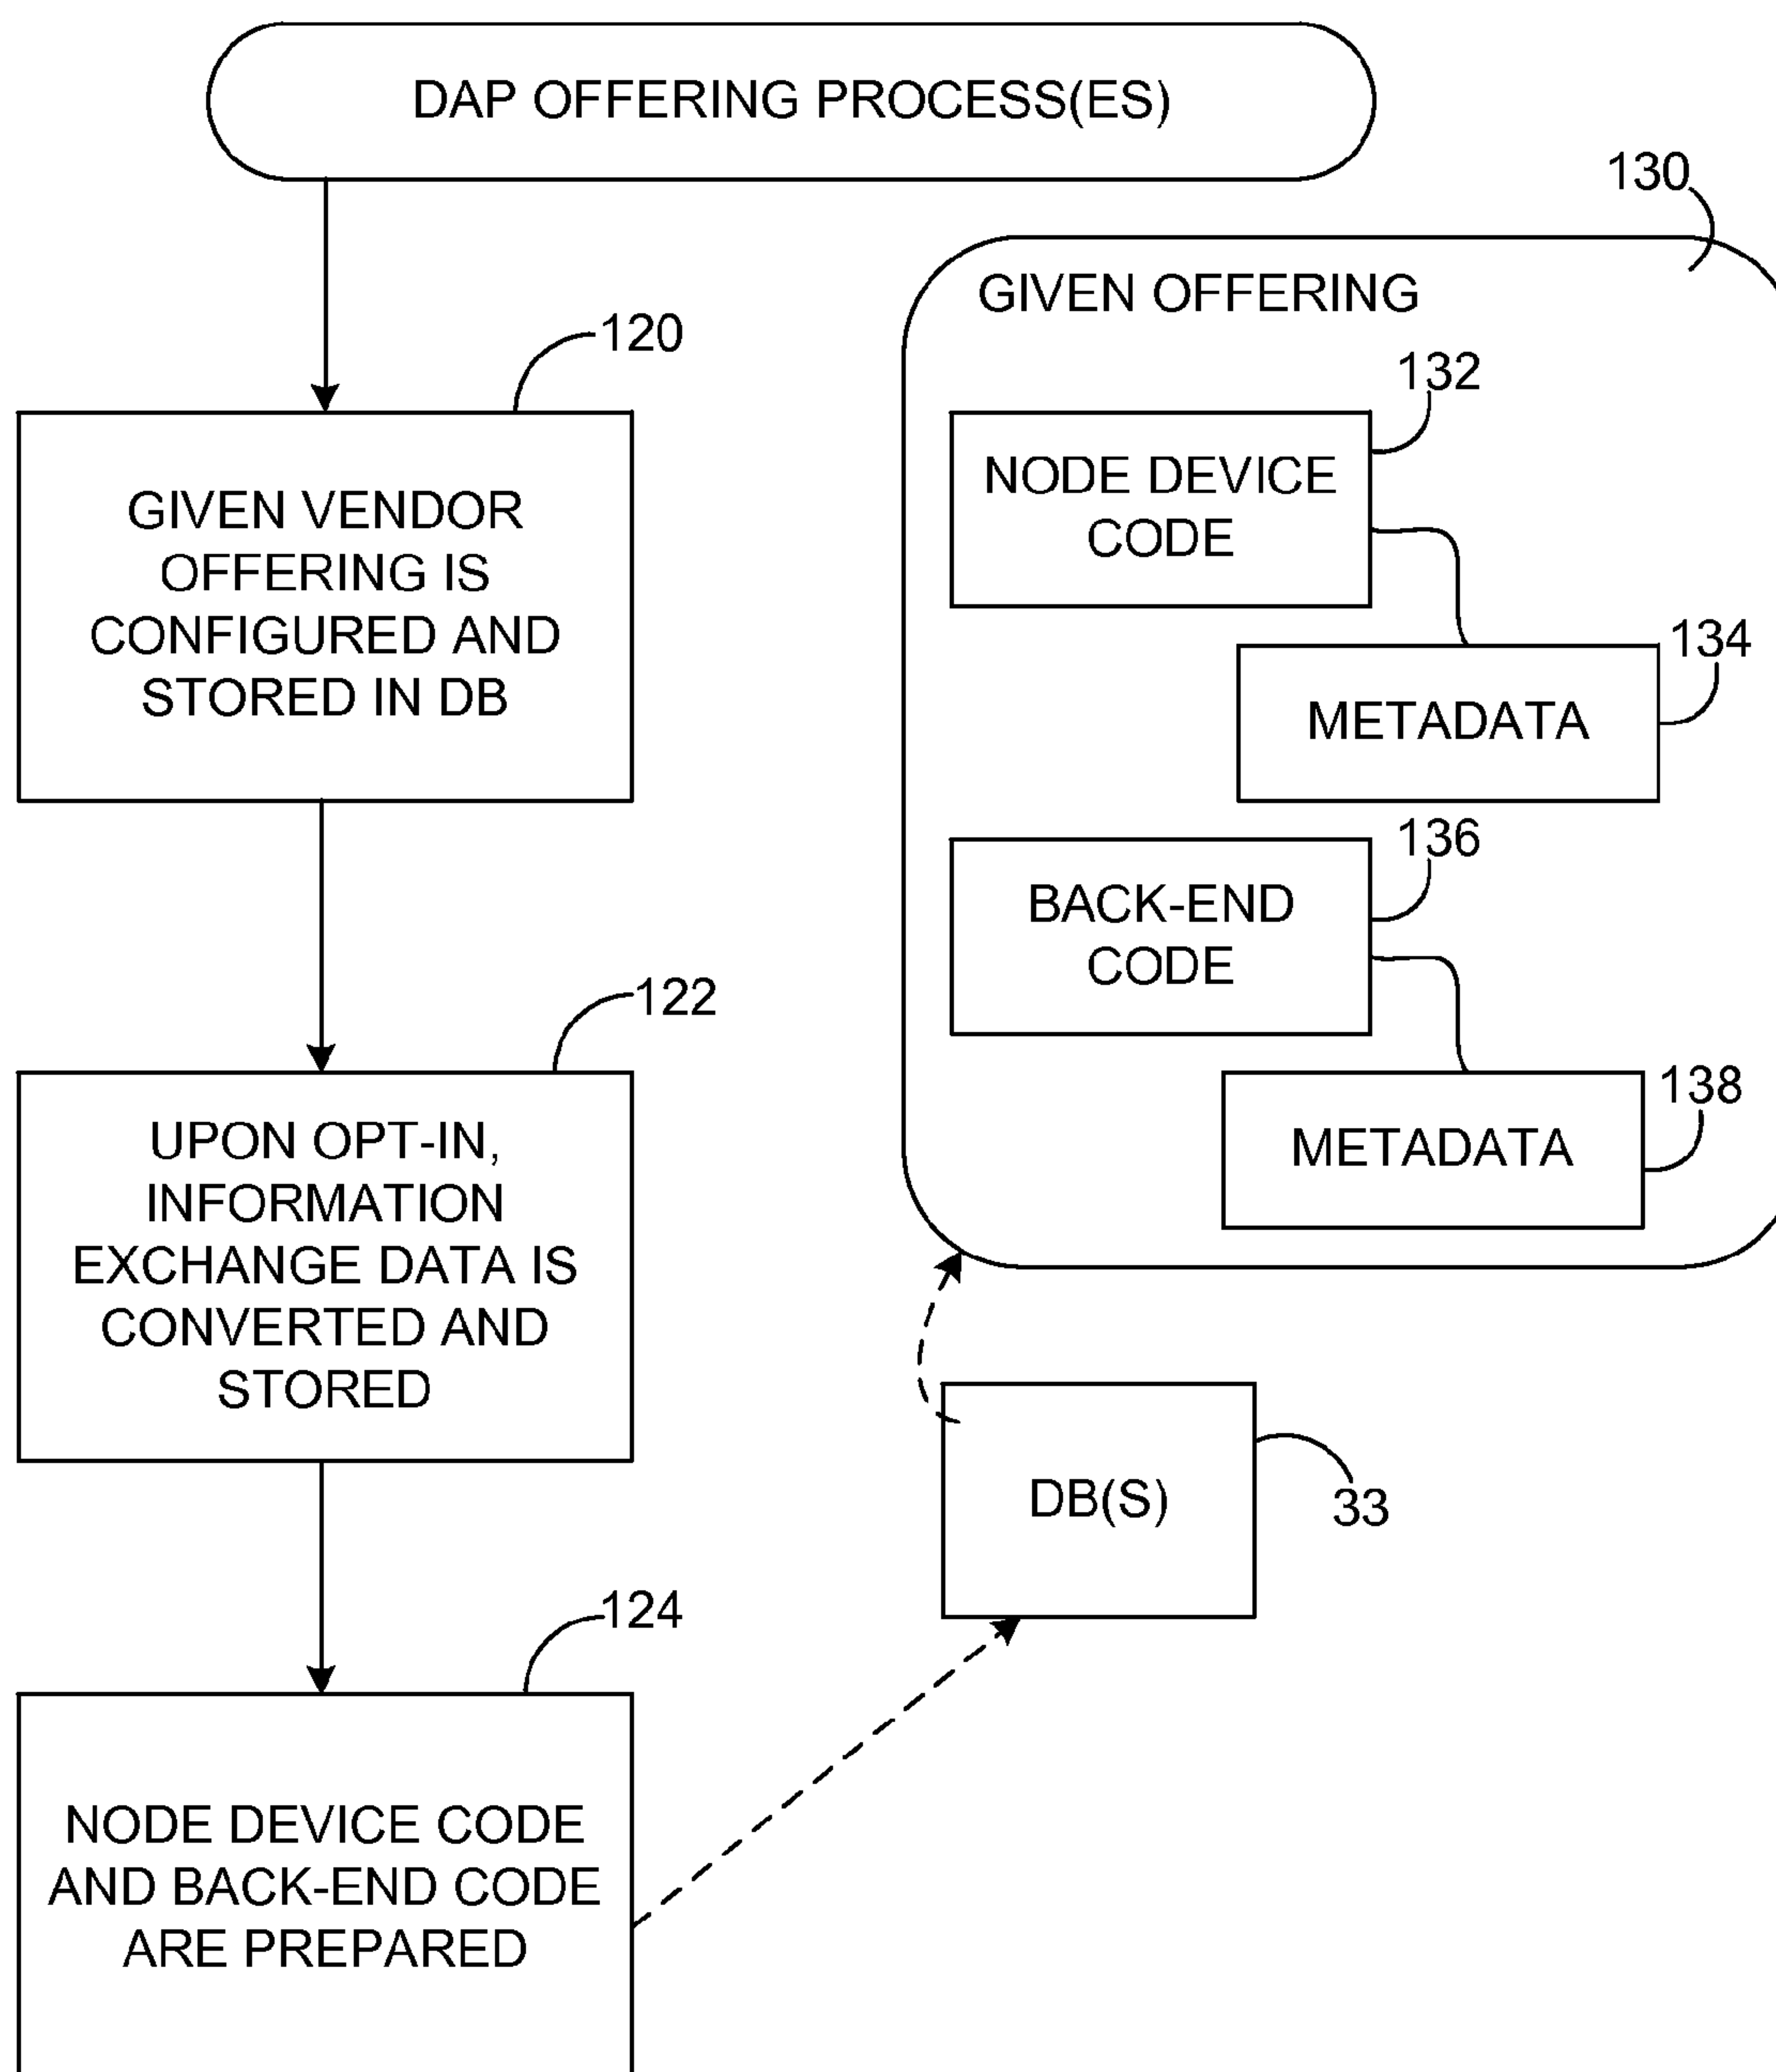 DAP OFFERING PROCESS(ES)
130
GIVEN OFFERING
120
132
GIVEN VENDOR
OFFERING IS
CONFIGURED AND
STORED IN DB
NODE DEVICE
CODE
134
METADATA
136
BACK-END
CODE
122
138
METADATA
UPON OPT-IN,
INFORMATION
EXCHANGE DATA IS
CONVERTED AND
STORED
DB(S)
33
124
NODE DEVICE CODE
AND BACK-END CODE
ARE PREPARED